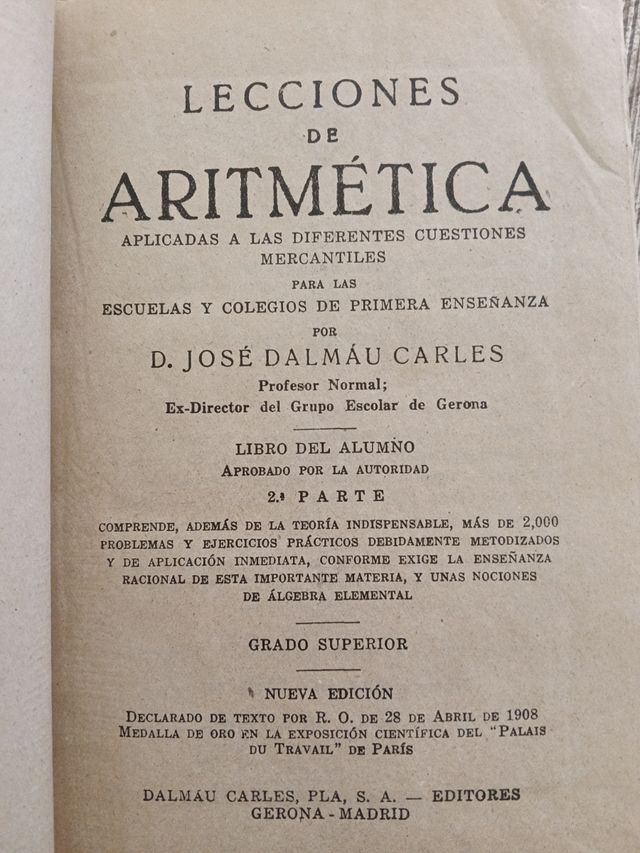 LECCIONES
DE
ARITMÉTICA
APLICADAS A LAS DIFERENTES CUESTIONES
MERCANTILES
PARA LAS
ESCUELAS Y COLEGIOS DE PRIMERA ENSEÑANZA
POR
D. JOSÉ DALMÁU CARLES
Profesor Normal;
Ex-Director del Grupo Escolar de Gerona
LIBRO DEL ALUMNO
APROBADO POR LA AUTORIDAD
2.ª PARTE
COMPRENDE, ADEMÁS DE LA TEORÍA INDISPENSABLE, MÁS DE 2,000
PROBLEMAS Y EJERCICIOS PRÁCTICOS DEBIDAMENTE METODIZADOS
Y DE APLICACIÓN INMEDIATA, CONFORME EXIGE LA ENSEÑANZA
RACIONAL DE ESTA IMPORTANTE MATERIA, Y UNAS NOCIONES
DE ÁLGEBRA ELEMENTAL
GRADO SUPERIOR
NUEVA EDICIÓN
DECLARADO DE TEXTO POR R. O. DE 28 DE ABRIL DE 1908
MEDALLA DE ORO EN LA EXPOSICIÓN CIENTÍFICA DEL "PALAIS
DU TRAVAIL" DE PARÍS
DALMÁU CARLES, PLA, S. A. — EDITORES
GERONA - MADRID